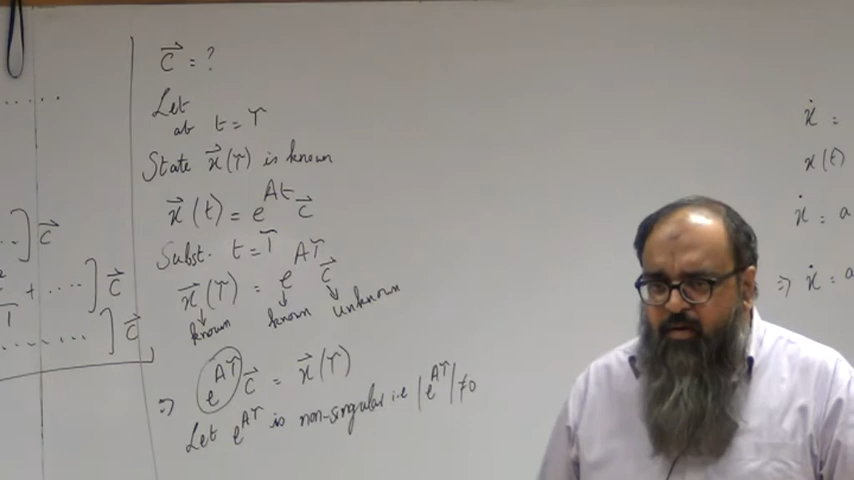 .....
..] c⃗
+ ....] c⃗
........] c⃗
c⃗ = ?
Let
at t = T
State x⃗(T) is known
x⃗(t) = e^{At} c⃗
Subst. t = T
x⃗(T) = e^{AT} c⃗
↓ known ↓ known ↓ unknown
⇒ e^{AT} c⃗ = x⃗(T)
Let e^{AT} is non-singular i.e |e^{AT}| ≠ 0
ẋ =
x(t)
ẋ = a
⇒ ẋ = a